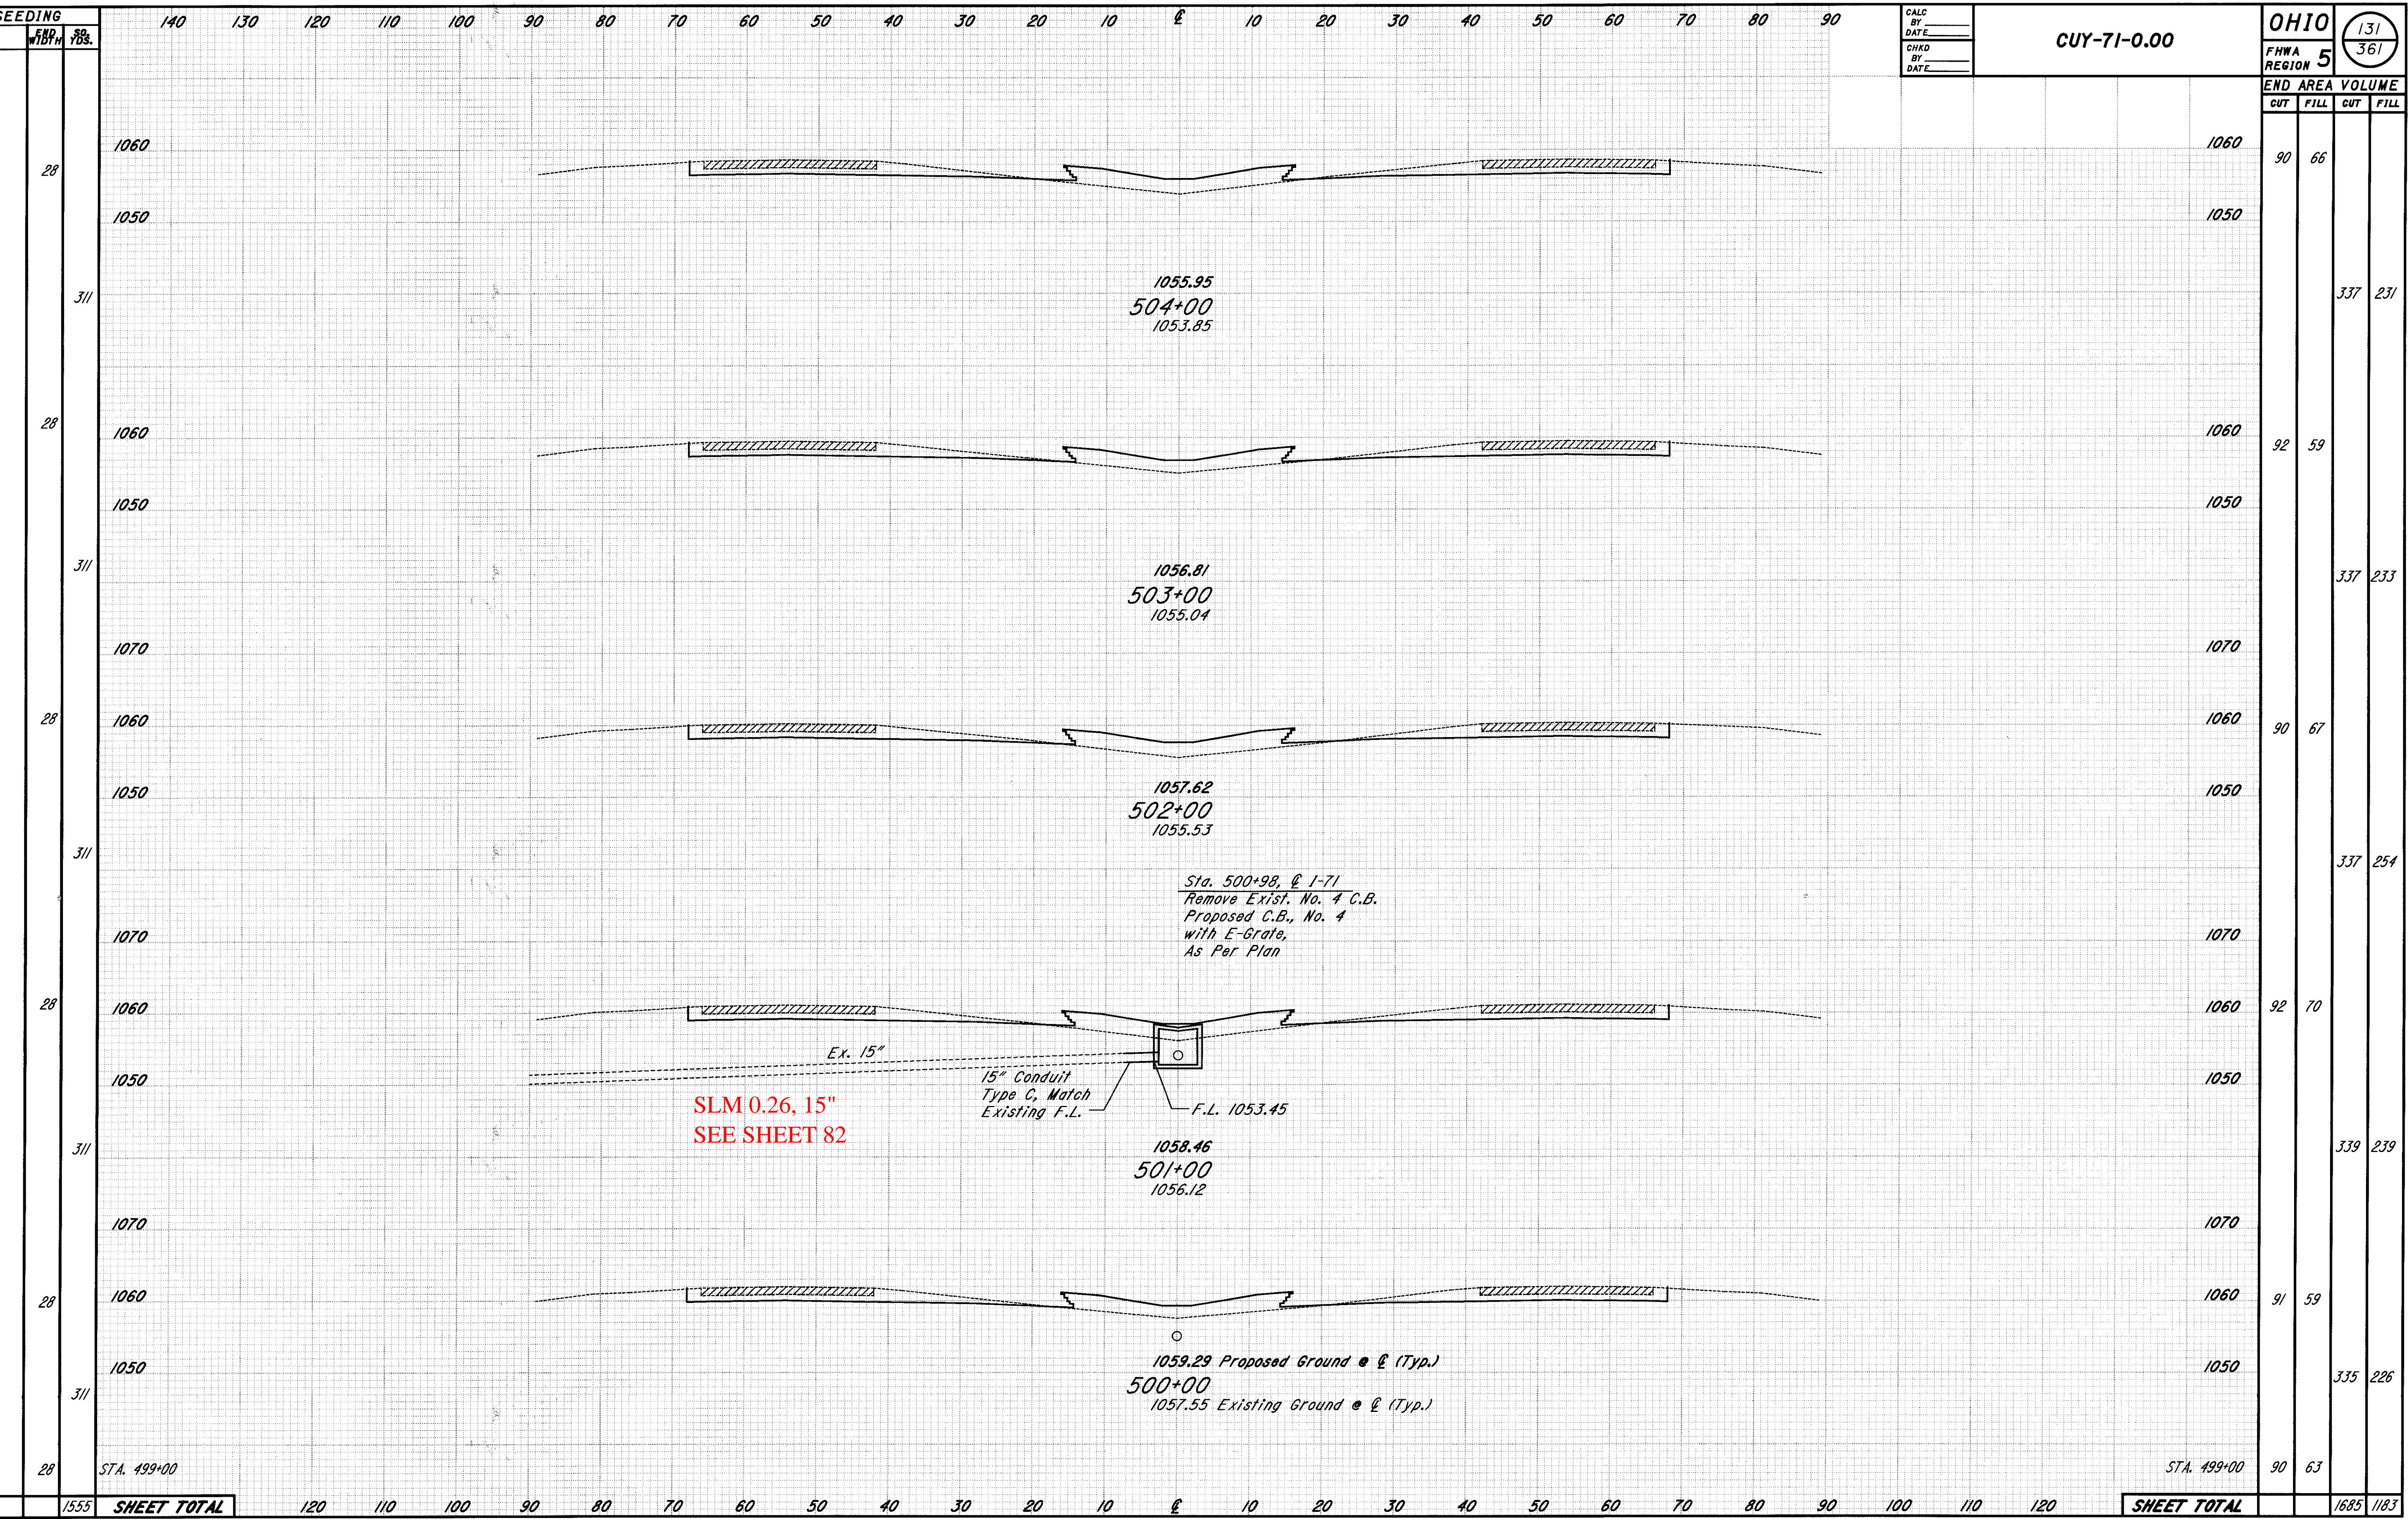 SEEDING
END WIDTH
SQ. YDS.
140 130 120 110 100 90 80 70 60 50 40 30 20 10 ℄ 10 20 30 40 50 60 70 80 90
CALC
BY
DATE
CHKD
BY
DATE
CUY-71-0.00
OHIO
FHWA
REGION 5
131
361
END AREA VOLUME
CUT FILL CUT FILL
1060 1060
28 90 66
1050 1050
1055.95
311 337 231
504+00
1053.85
28 92 59
1060 1060
1050 1050
311 337 233
1056.81
503+00
1055.04
1070 1070
28 90 67
1060 1060
1050 1050
1057.62
502+00
1055.53
311 337 254
Sta. 500+98, ℄ I-71
Remove Exist. No. 4 C.B.
Proposed C.B., No. 4
with E-Grate,
As Per Plan
1070 1070
28 92 70
1060 1060
Ex. 15"
1050 1050
15" Conduit
Type C, Match
Existing F.L.
F.L. 1053.45
SLM 0.26, 15"
SEE SHEET 82
311 339 239
1058.46
501+00
1056.12
1070 1070
28 91 59
1060 1060
1050 1050
1059.29 Proposed Ground @ ℄ (Typ.)
500+00
1057.55 Existing Ground @ ℄ (Typ.)
311 335 226
28 STA. 499+00 STA. 499+00 90 63
1555 SHEET TOTAL 120 110 100 90 80 70 60 50 40 30 20 10 ℄ 10 20 30 40 50 60 70 80 90 100 110 120 SHEET TOTAL 1685 1183